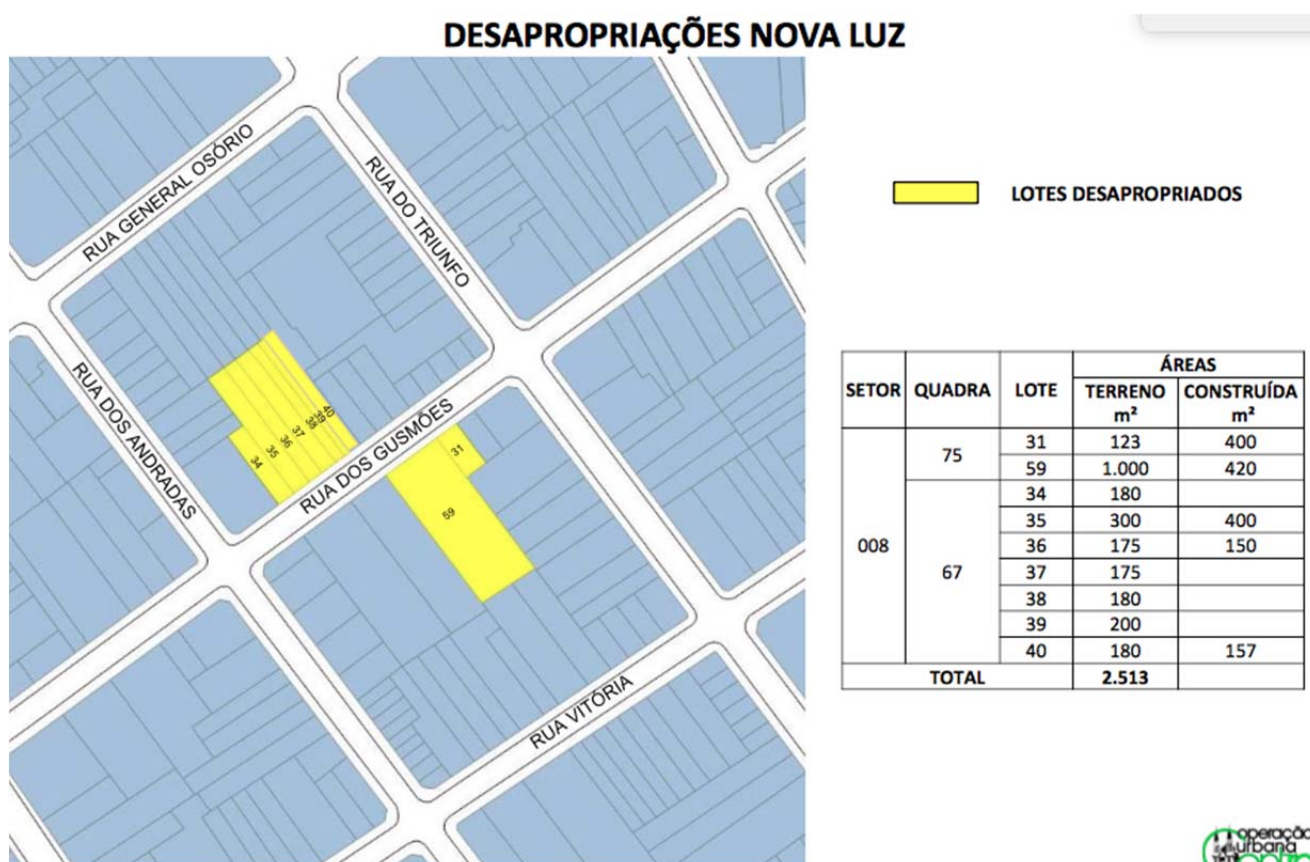 DESAPROPRIAÇÕES NOVA LUZ
RUA GENERAL OSÓRIO
RUA DO TRIUNFO
RUA DOS ANDRADAS
RUA DOS GUSMÕES
RUA VITÓRIA
34
35
36
37
38
39
40
31
59
LOTES DESAPROPRIADOS
SETOR QUADRA LOTE ÁREAS
TERRENO m² CONSTRUÍDA m²
008 75 31 123 400
59 1.000 420
67 34 180
35 300 400
36 175 150
37 175
38 180
39 200
40 180 157
TOTAL 2.513
operação
urbana